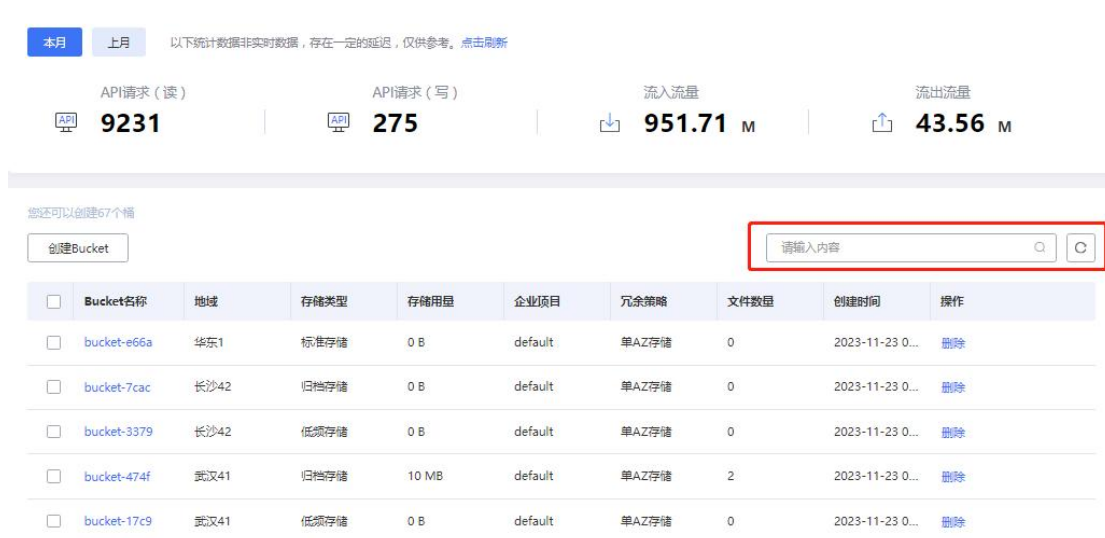 本月 上月 以下统计数据非实时数据，存在一定的延迟，仅供参考。点击刷新
API请求（读） API请求（写） 流入流量 流出流量
API 9231 API 275 951.71 M 43.56 M
您还可以创建67个桶
创建Bucket 请输入内容
Bucket名称 地域 存储类型 存储用量 企业项目 冗余策略 文件数量 创建时间 操作
bucket-e66a 华东1 标准存储 0 B default 单AZ存储 0 2023-11-23 0... 删除
bucket-7cac 长沙42 归档存储 0 B default 单AZ存储 0 2023-11-23 0... 删除
bucket-3379 长沙42 低频存储 0 B default 单AZ存储 0 2023-11-23 0... 删除
bucket-474f 武汉41 归档存储 10 MB default 单AZ存储 2 2023-11-23 0... 删除
bucket-17c9 武汉41 低频存储 0 B default 单AZ存储 0 2023-11-23 0... 删除